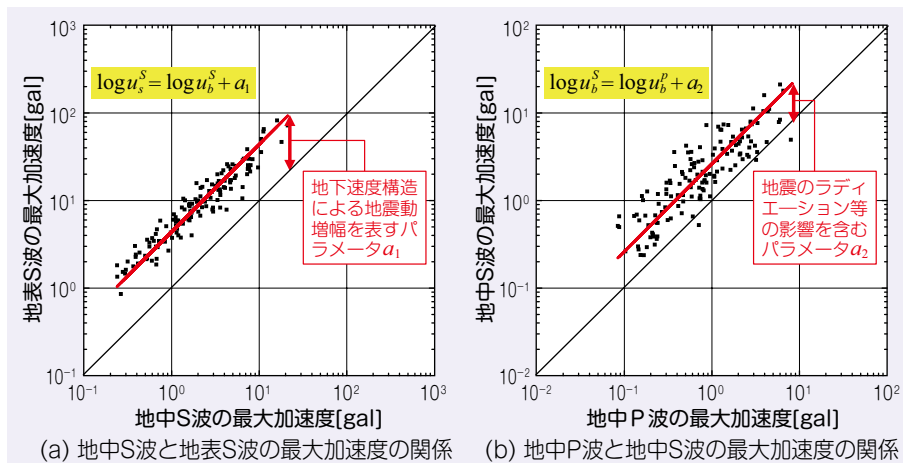 10³
10²
10¹
10⁰
10⁻¹
10⁻¹ 10⁰ 10¹ 10² 10³
地表S波の最大加速度[gal]
地中S波の最大加速度[gal]
log u_s^S = log u_b^S + a₁
地下速度構造
による地震動
増幅を表すパ
ラメータa₁
(a) 地中S波と地表S波の最大加速度の関係
10³
10²
10¹
10⁰
10⁻¹
10⁻²
10⁻² 10⁻¹ 10⁰ 10¹ 10²
地中S波の最大加速度[gal]
地中P波の最大加速度[gal]
log u_b^S = log u_b^p + a₂
地震のラディ
エーション等
の影響を含む
パラメータa₂
(b) 地中P波と地中S波の最大加速度の関係